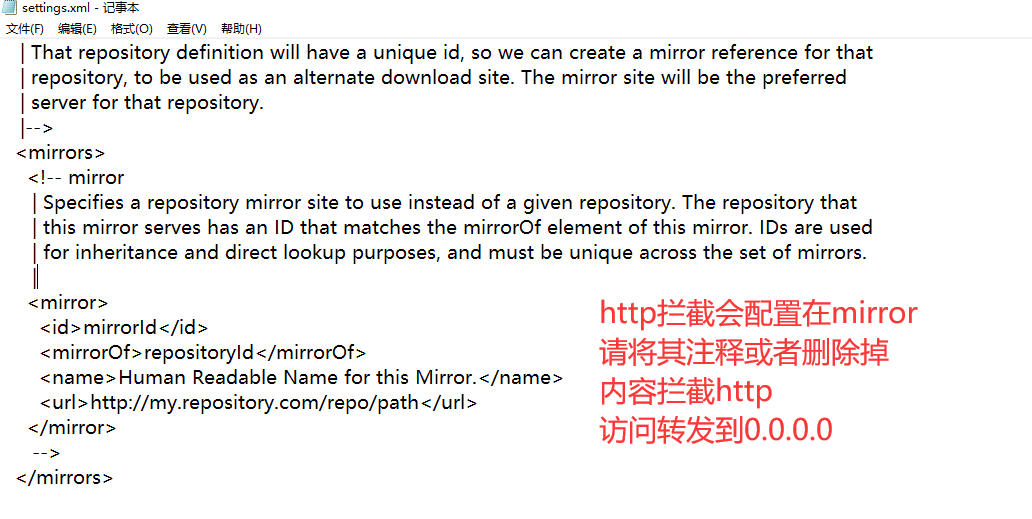 settings.xml - 记事本
文件(F) 编辑(E) 格式(O) 查看(V) 帮助(H)
| That repository definition will have a unique id, so we can create a mirror reference for that
| repository, to be used as an alternate download site. The mirror site will be the preferred
| server for that repository.
|-->
<mirrors>
<!-- mirror
| Specifies a repository mirror site to use instead of a given repository. The repository that
| this mirror serves has an ID that matches the mirrorOf element of this mirror. IDs are used
| for inheritance and direct lookup purposes, and must be unique across the set of mirrors.
|
<mirror>
<id>mirrorId</id>
<mirrorOf>repositoryId</mirrorOf>
<name>Human Readable Name for this Mirror.</name>
<url>http://my.repository.com/repo/path</url>
</mirror>
-->
</mirrors>
http拦截会配置在mirror
请将其注释或者删除掉
内容拦截http
访问转发到0.0.0.0